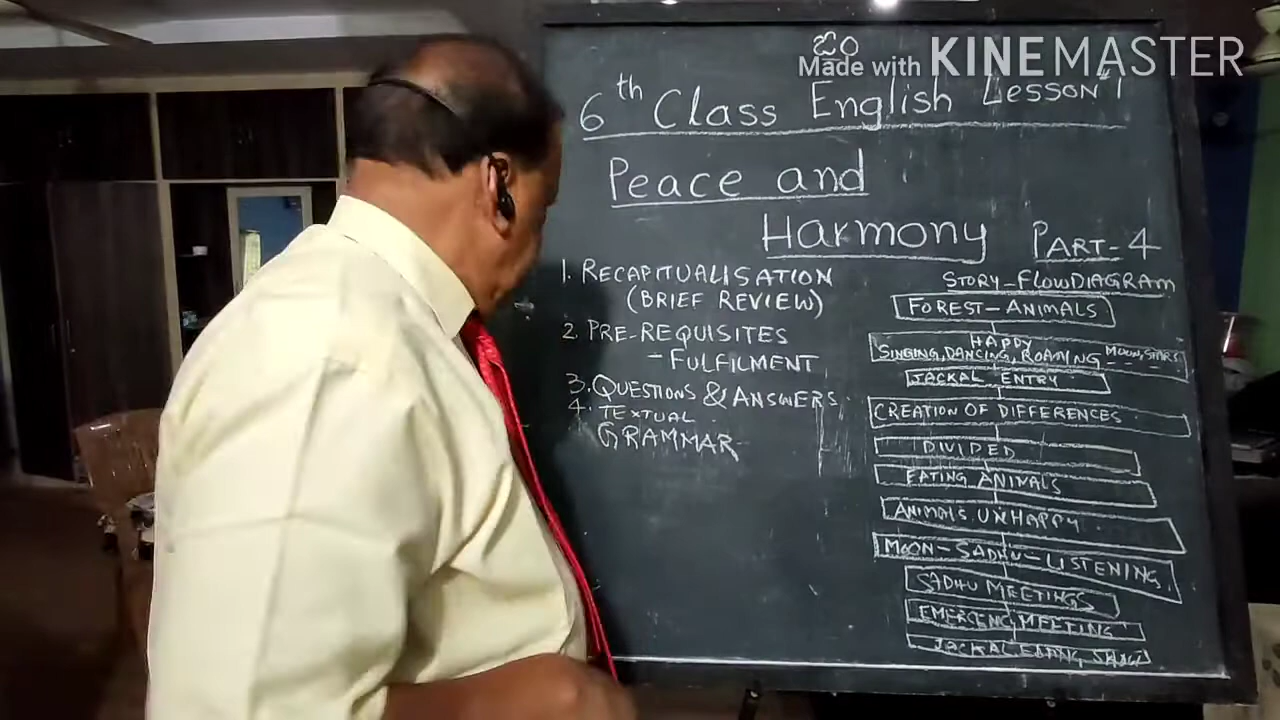 Made with KINEMASTER
6th Class English Lesson #1
Peace and
Harmony PART-4
1. RECAPITUALISATION
(BRIEF REVIEW)
2. PRE-REQUISITES
- FULFILMENT
3. QUESTIONS & ANSWERS.
4. TEXTUAL
GRAMMAR
STORY-FLOWDIAGRAM
FOREST-ANIMALS
HAPPY
SINGING, DANCING, ROAMING - MOON, STARS
JACKAL ENTRY
CREATION OF DIFFERENCES
DIVIDED
EATING ANIMALS
ANIMALS UNHAPPY
MOON-SADHU-LISTENING
SADHU MEETINGS
MEETING
JACKAL